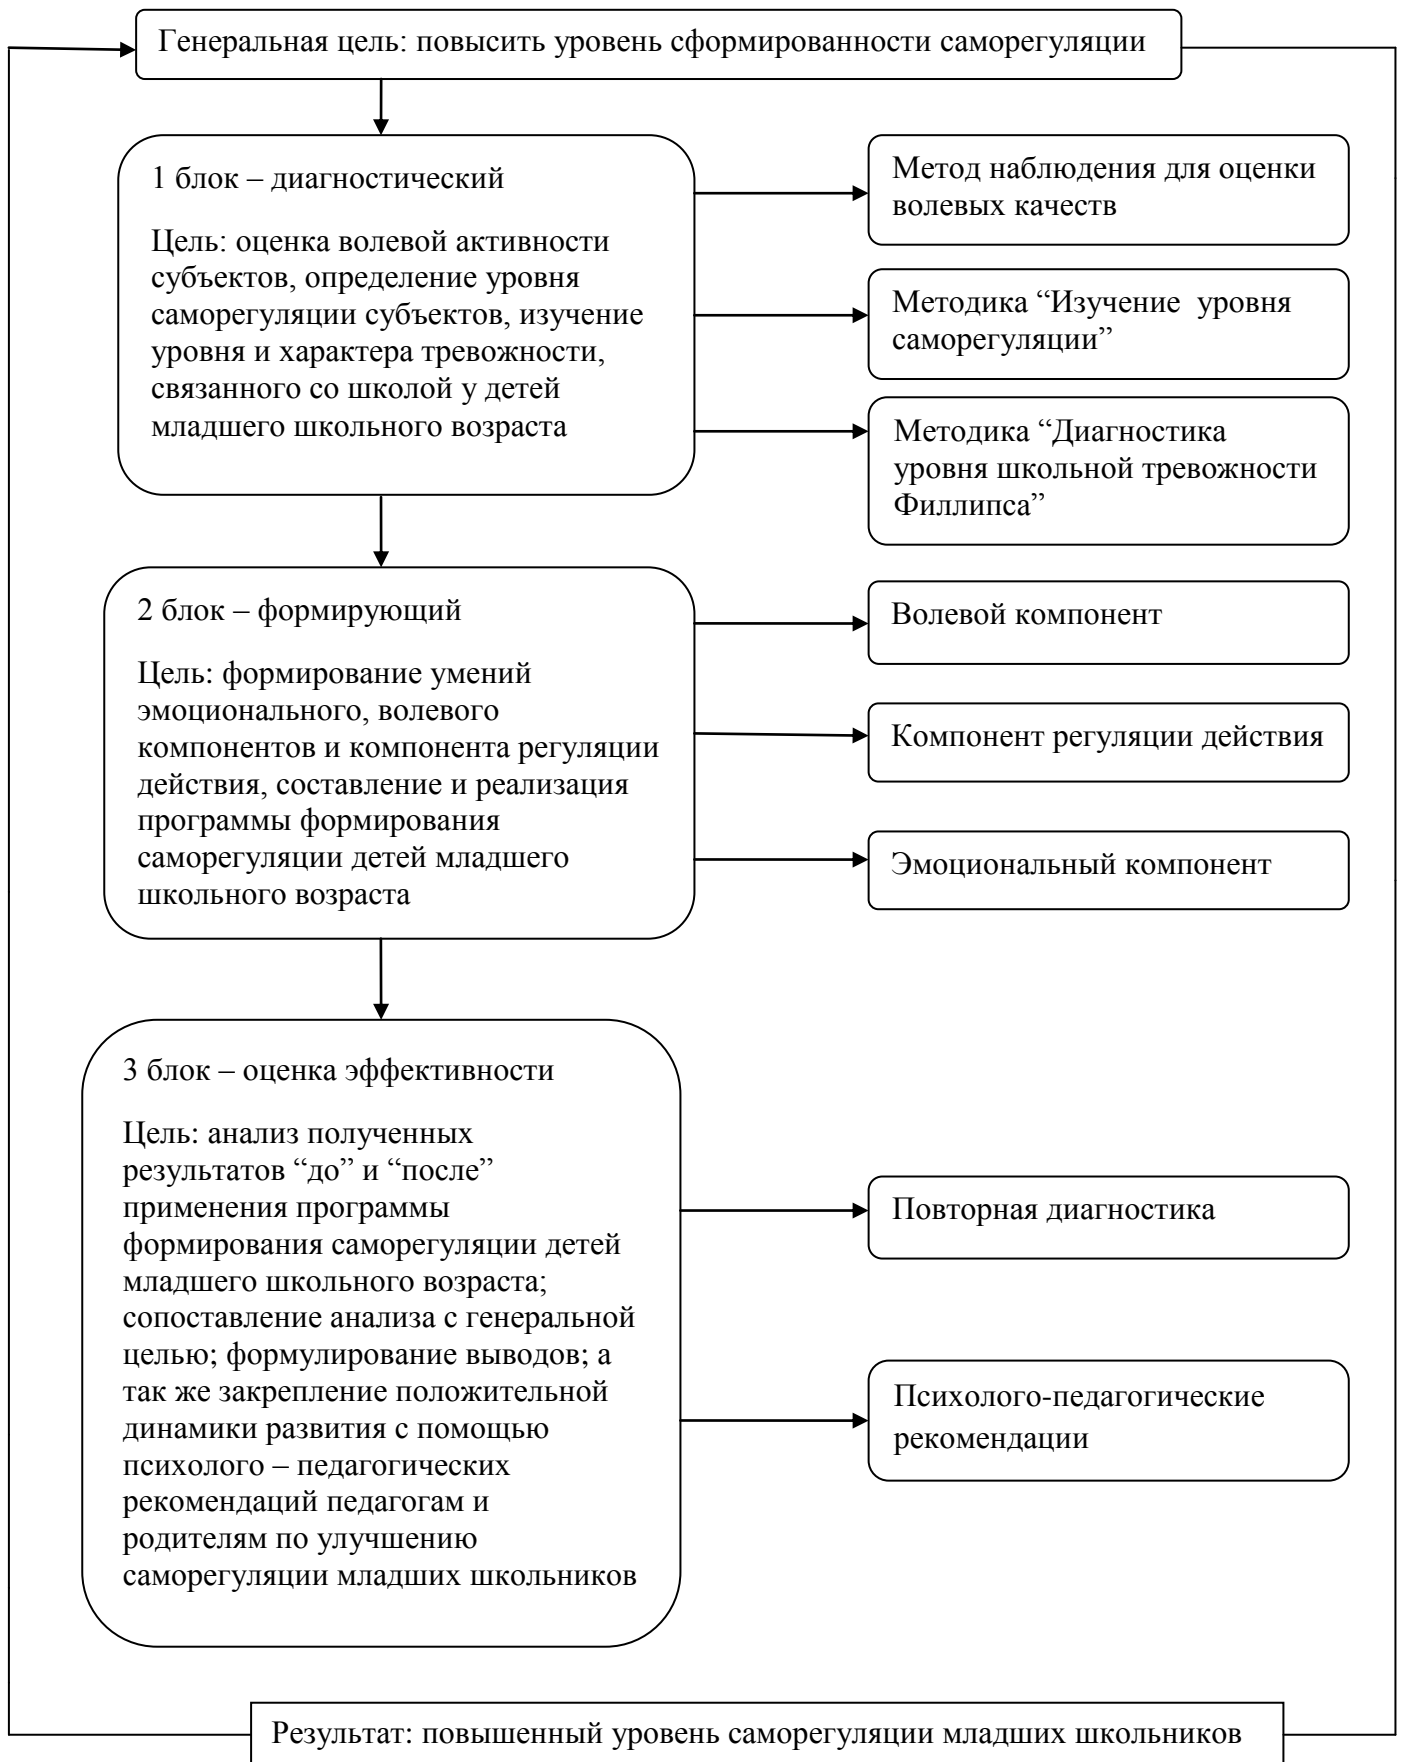 Генеральная цель: повысить уровень сформированности саморегуляции
1 блок – диагностический
Цель: оценка волевой активности
субъектов, определение уровня
саморегуляции субъектов, изучение
уровня и характера тревожности,
связанного со школой у детей
младшего школьного возраста
Метод наблюдения для оценки
волевых качеств
Методика “Изучение уровня
саморегуляции”
Методика “Диагностика
уровня школьной тревожности
Филлипса”
2 блок – формирующий
Цель: формирование умений
эмоционального, волевого
компонентов и компонента регуляции
действия, составление и реализация
программы формирования
саморегуляции детей младшего
школьного возраста
Волевой компонент
Компонент регуляции действия
Эмоциональный компонент
3 блок – оценка эффективности
Цель: анализ полученных
результатов “до” и “после”
применения программы
формирования саморегуляции детей
младшего школьного возраста;
сопоставление анализа с генеральной
целью; формулирование выводов; а
так же закрепление положительной
динамики развития с помощью
психолого – педагогических
рекомендаций педагогам и
родителям по улучшению
саморегуляции младших школьников
Повторная диагностика
Психолого-педагогические
рекомендации
Результат: повышенный уровень саморегуляции младших школьников